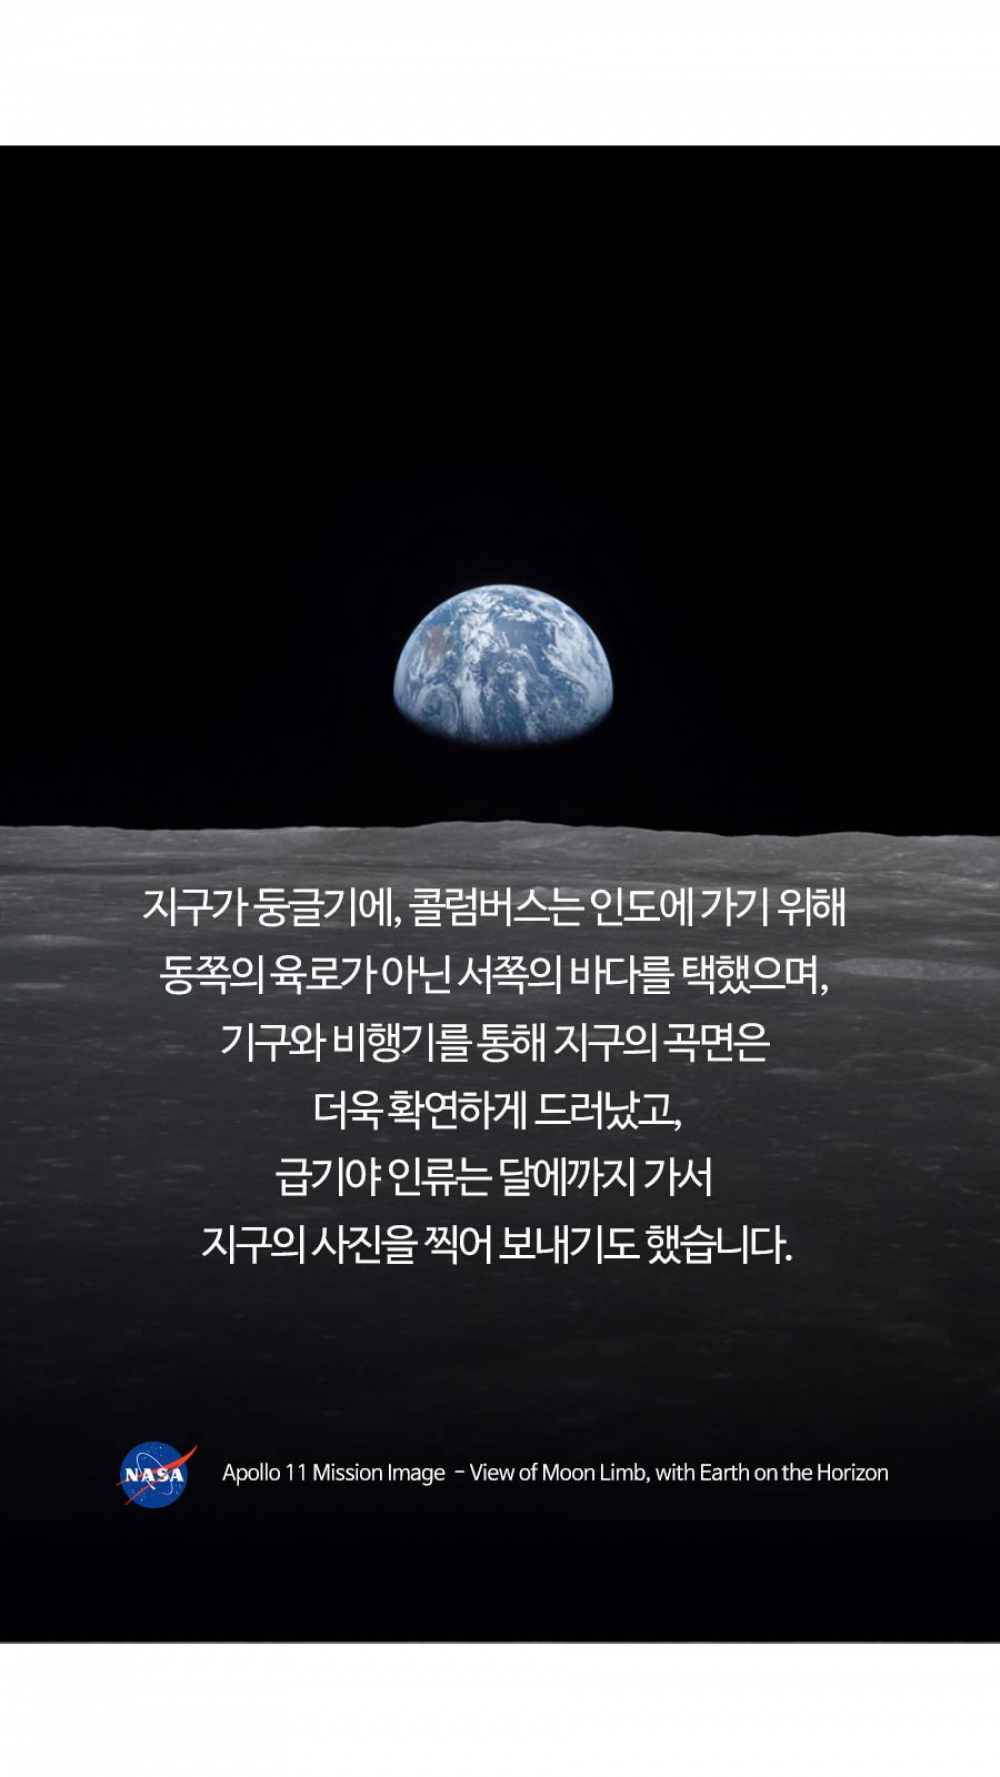 지구가 둥글기에, 콜럼버스는 인도에 가기 위해
동쪽의 육로가 아닌 서쪽의 바다를 택했으며,
기구와 비행기를 통해 지구의 곡면은
더욱 확연하게 드러났고,
급기야 인류는 달에까지 가서
지구의 사진을 찍어 보내기도 했습니다.
NASA
Apollo 11 Mission Image – View of Moon Limb, with Earth on the Horizon